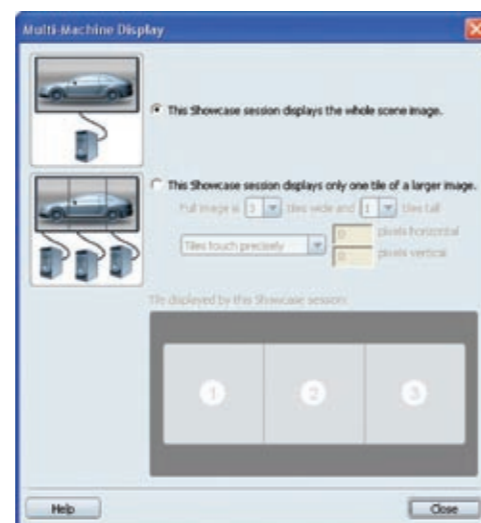 Multi-Machine Display
This Showcase session displays the whole scene image.
This Showcase session displays only one tile of a larger image.
Full image is 3 tiles wide and 1 tiles tall
Tiles touch precisely
0 pixels horizontal
0 pixels vertical
Tile displayed by this Showcase session:
1 2 3
Help Close